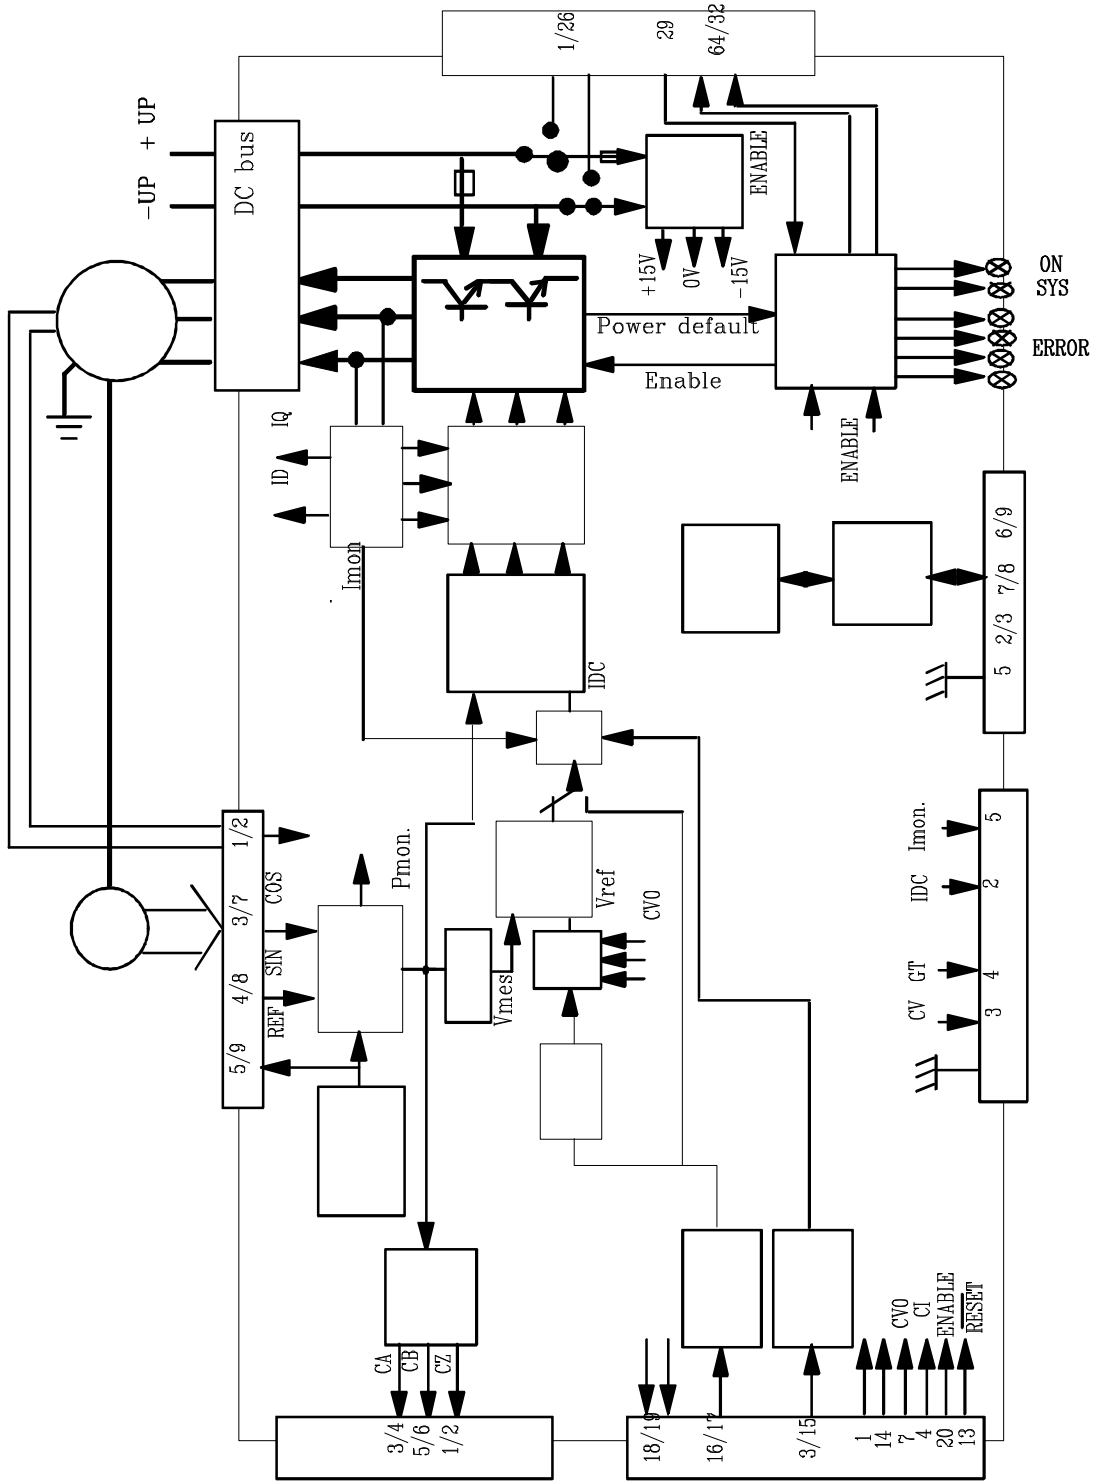 1/26
29
64/32
+ UP
-UP
DC bus
ENABLE
+15V
0V
-15V
ON
SYS
ERROR
Power default
Enable
ENABLE
IQ
ID
Imon
IDC
6/9
7/8
2/3
5
1/2
3/7
4/8
5/9
COS
SIN
REF
Pmon.
Vmes
Vref
CV0
Imon.
5
IDC
2
GT
4
CV
3
CA
CB
CZ
3/4
5/6
1/2
18/19
16/17
3/15
1
14
7
4
20
13
CV0
CI
ENABLE
RESET